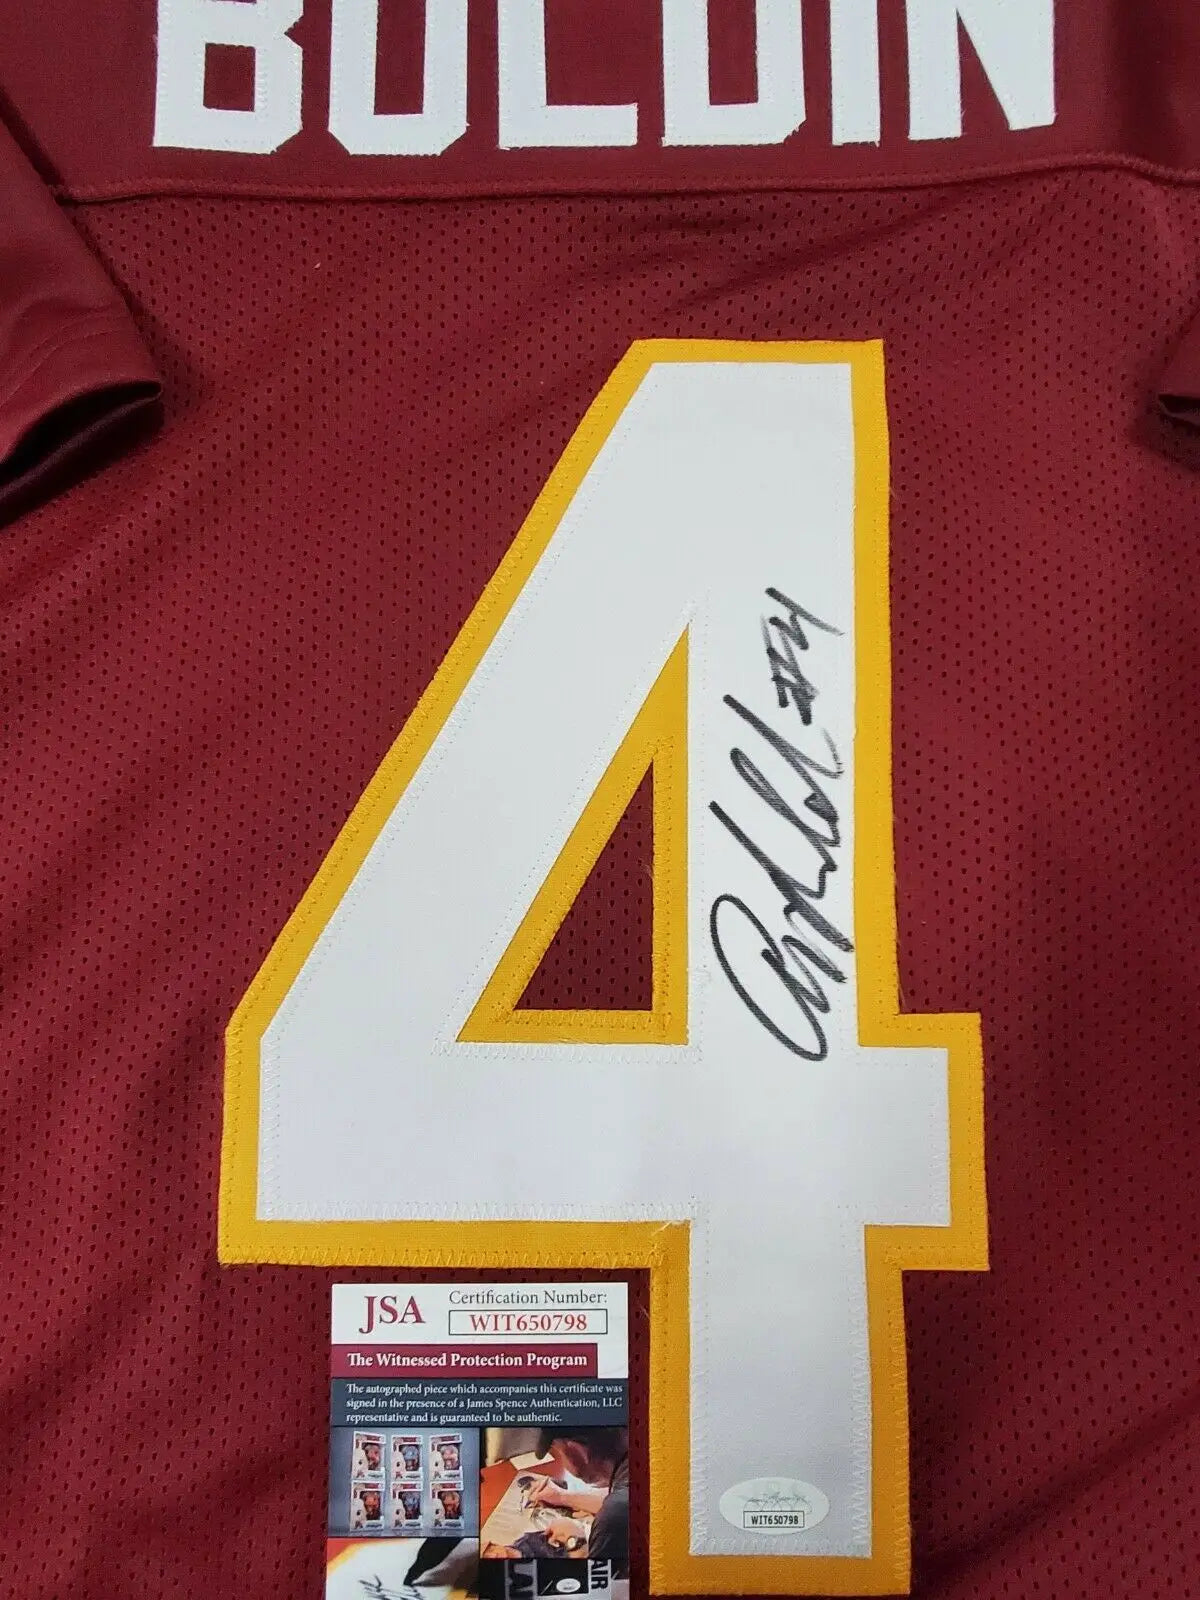 BOLDIN
#4
JSA
Certification Number:
WIT650798
The Witnessed Protection Program
The autographed piece which accompanies this certificate was
signed in the presence of a James Spence Authentication, LLC
representative and is guaranteed to be authentic.
4
WIT650798